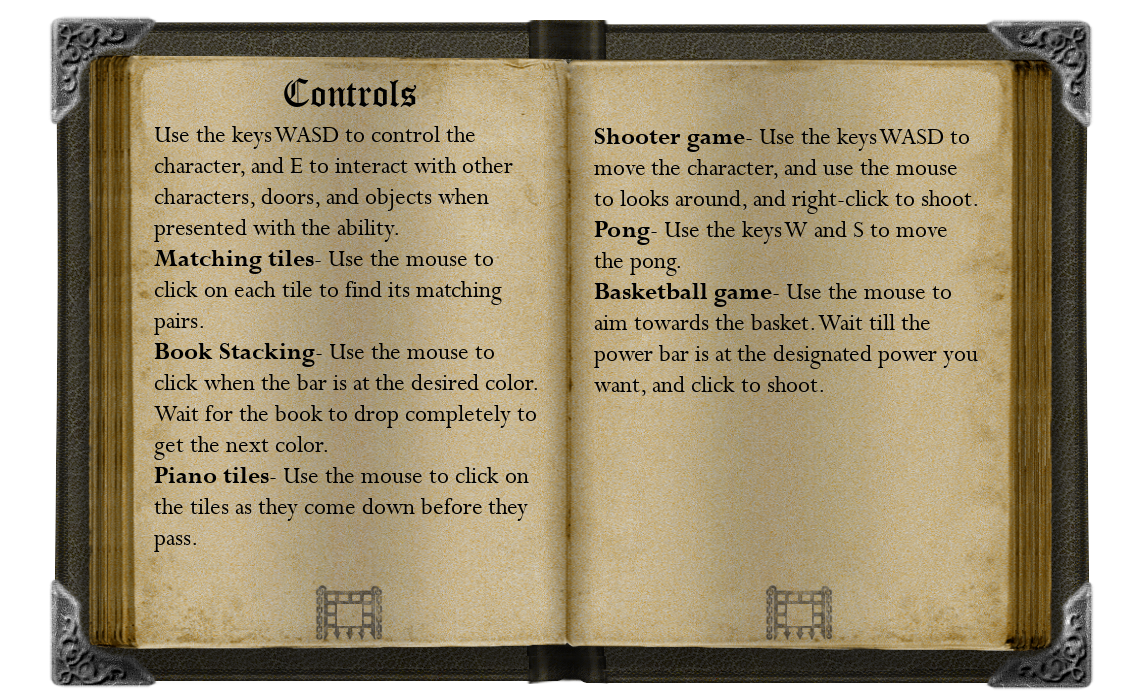 Controls
Use the keys WASD to control the
character, and E to interact with other
characters, doors, and objects when
presented with the ability.
Matching tiles- Use the mouse to
click on each tile to find its matching
pairs.
Book Stacking- Use the mouse to
click when the bar is at the desired color.
Wait for the book to drop completely to
get the next color.
Piano tiles- Use the mouse to click on
the tiles as they come down before they
pass.
Shooter game- Use the keys WASD to
move the character, and use the mouse
to looks around, and right-click to shoot.
Pong- Use the keys W and S to move
the pong.
Basketball game- Use the mouse to
aim towards the basket. Wait till the
power bar is at the designated power you
want, and click to shoot.